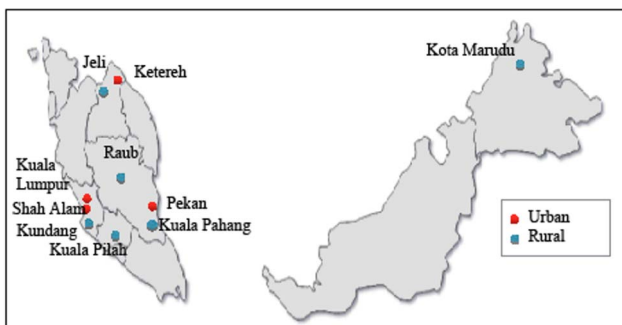 Kota Marudu
Jeli
Ketereh
Raub
Kuala
Lumpur
Pekan
Shah Alam
Kuala Pahang
Kundang
Kuala Pilah
Urban
Rural